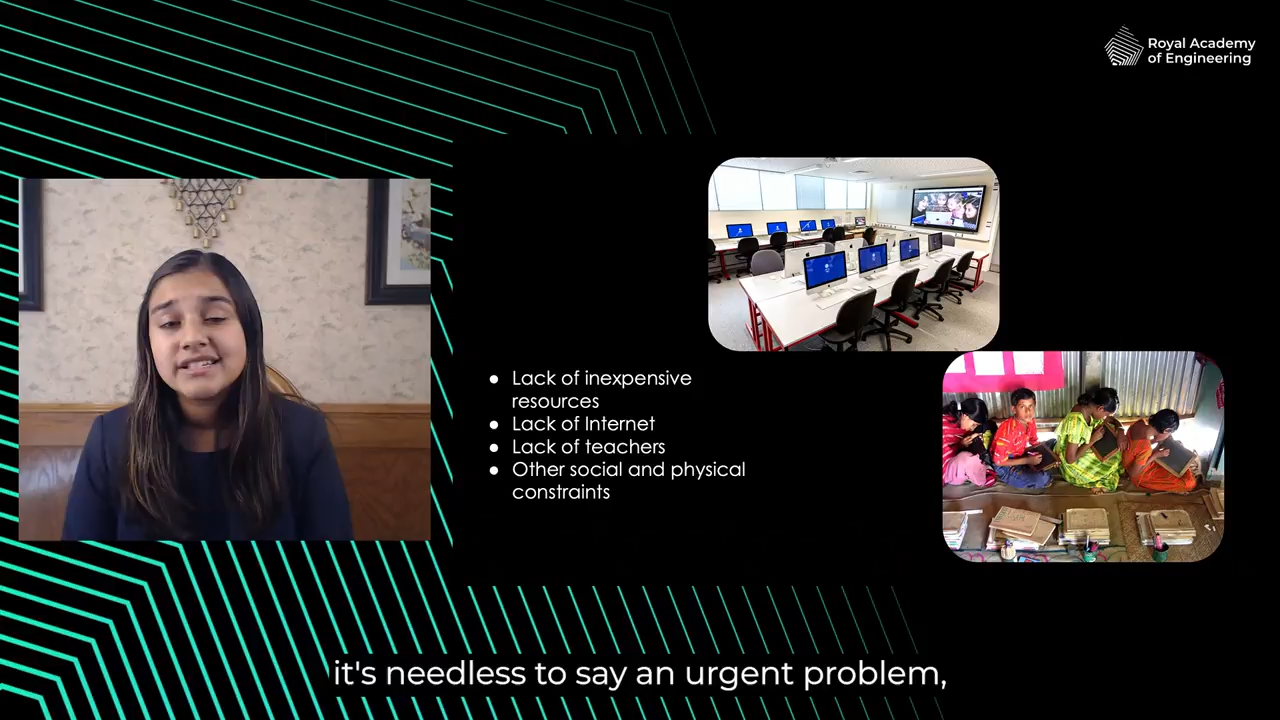 Royal Academy
of Engineering
● Lack of inexpensive
resources
● Lack of Internet
● Lack of teachers
● Other social and physical
constraints
it's needless to say an urgent problem,